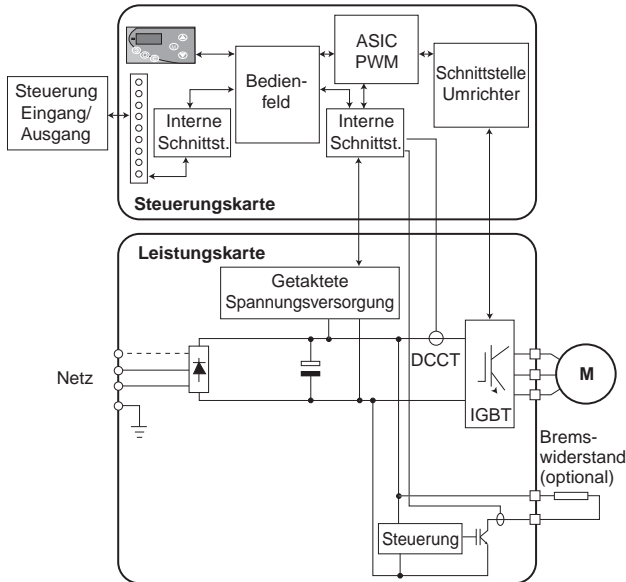 ASIC
PWM
Schnittstelle
Umrichter
Bedien-
feld
Steuerung
Eingang/
Ausgang
Interne
Schnittst.
Interne
Schnittst.
Steuerungskarte
Leistungskarte
Getaktete
Spannungsversorgung
DCCT
Netz
M
IGBT
Brems-
widerstand
(optional)
Steuerung